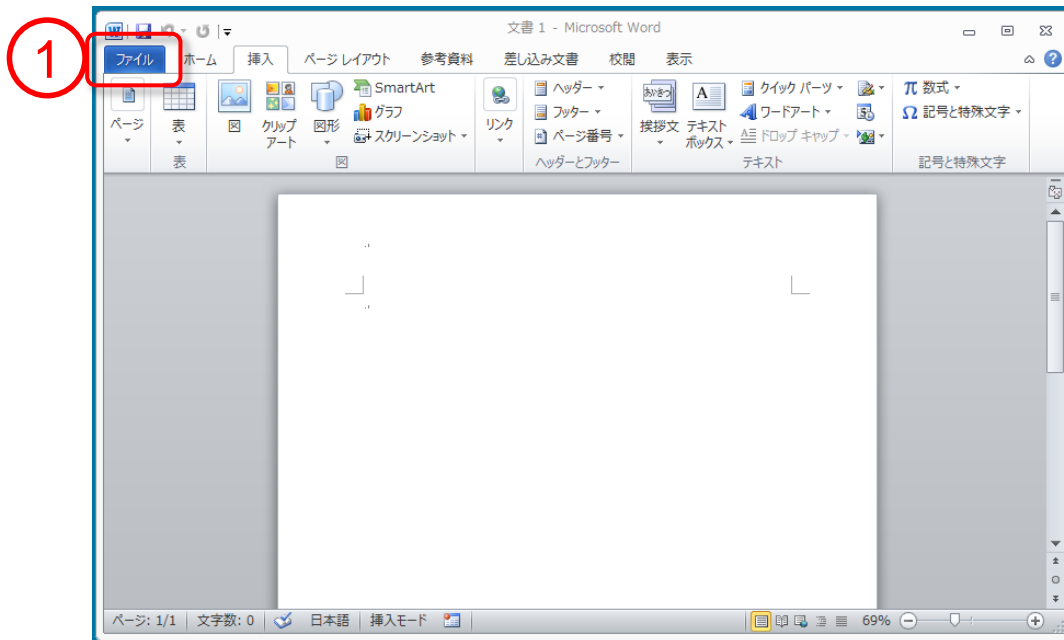 文書 1 - Microsoft Word
1
ファイル ホーム 挿入 ページ レイアウト 参考資料 差し込み文書 校閲 表示
ページ
表
表
図
クリップ
アート
図形
SmartArt
グラフ
スクリーンショット
図
リンク
ヘッダー
フッター
ページ番号
ヘッダーとフッター
あいさつ
挨拶文
A
テキスト
ボックス
クイック パーツ
ワードアート
ドロップ キャップ
テキスト
π 数式
Ω 記号と特殊文字
記号と特殊文字
ページ: 1/1 文字数: 0 日本語 挿入モード 69%